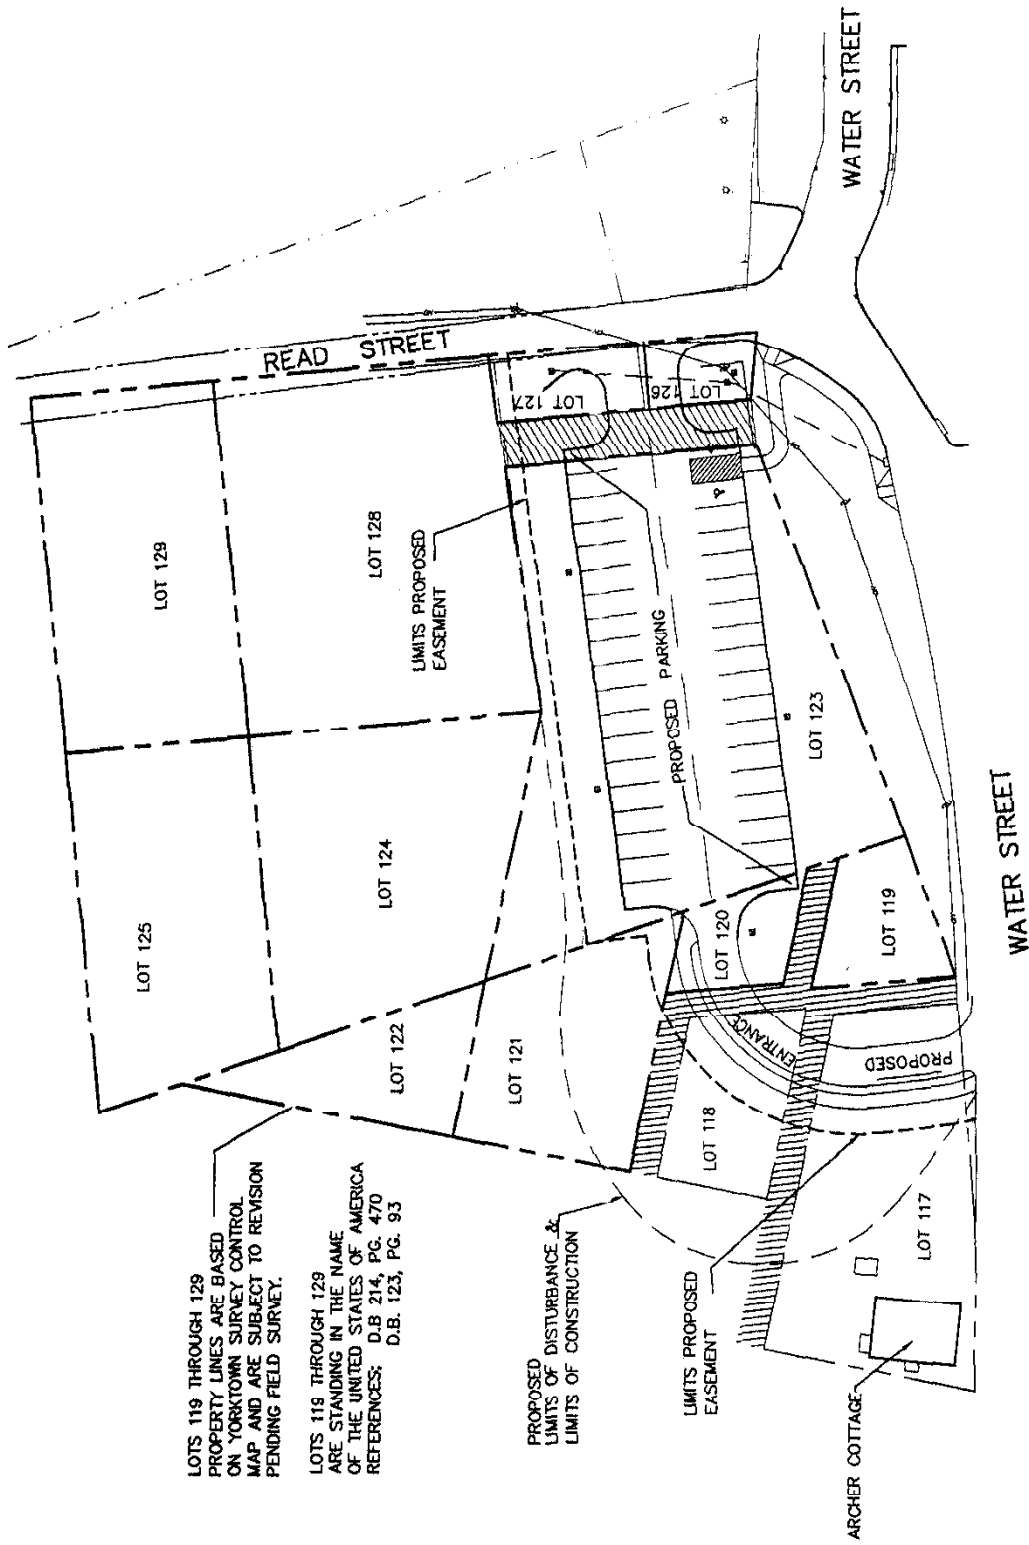 LOTS 119 THROUGH 129
PROPERTY LINES ARE BASED
ON YORKTOWN SURVEY CONTROL
MAP AND ARE SUBJECT TO REVISION
PENDING FIELD SURVEY.
LOTS 119 THROUGH 129
ARE STANDING IN THE NAME
OF THE UNITED STATES OF AMERICA
REFERENCES; D.B 214, PG. 470
D.B. 123, PG. 93
PROPOSED
LIMITS OF DISTURBANCE &
LIMITS OF CONSTRUCTION
LIMITS PROPOSED
EASEMENT
ARCHER COTTAGE
LOT 125
LOT 122
LOT 121
LOT 118
LOT 117
PROPOSED
ENTRANCE
LOT 124
LOT 120
LOT 119
LOT 129
LOT 128
LIMITS PROPOSED
EASEMENT
PROPOSED PARKING
LOT 123
WATER STREET
READ STREET
LOT 127
LOT 126
WATER STREET